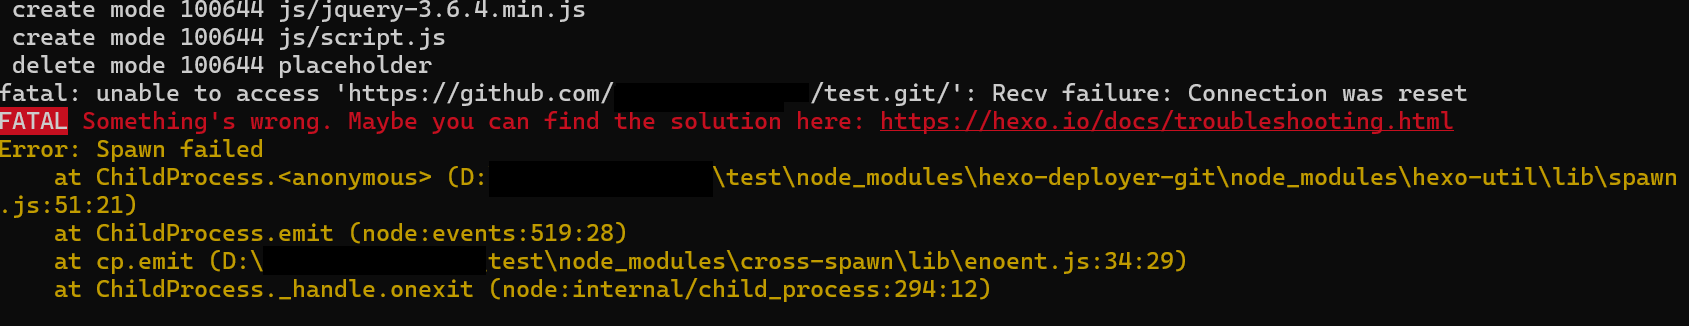 create mode 100644 js/jquery-3.6.4.min.js
create mode 100644 js/script.js
delete mode 100644 placeholder
fatal: unable to access 'https://github.com/ /test.git/': Recv failure: Connection was reset
FATAL Something's wrong. Maybe you can find the solution here: https://hexo.io/docs/troubleshooting.html
Error: Spawn failed
    at ChildProcess.<anonymous> (D: \test\node_modules\hexo-deployer-git\node_modules\hexo-util\lib\spawn
.js:51:21)
    at ChildProcess.emit (node:events:519:28)
    at cp.emit (D:\ test\node_modules\cross-spawn\lib\enoent.js:34:29)
    at ChildProcess._handle.onexit (node:internal/child_process:294:12)